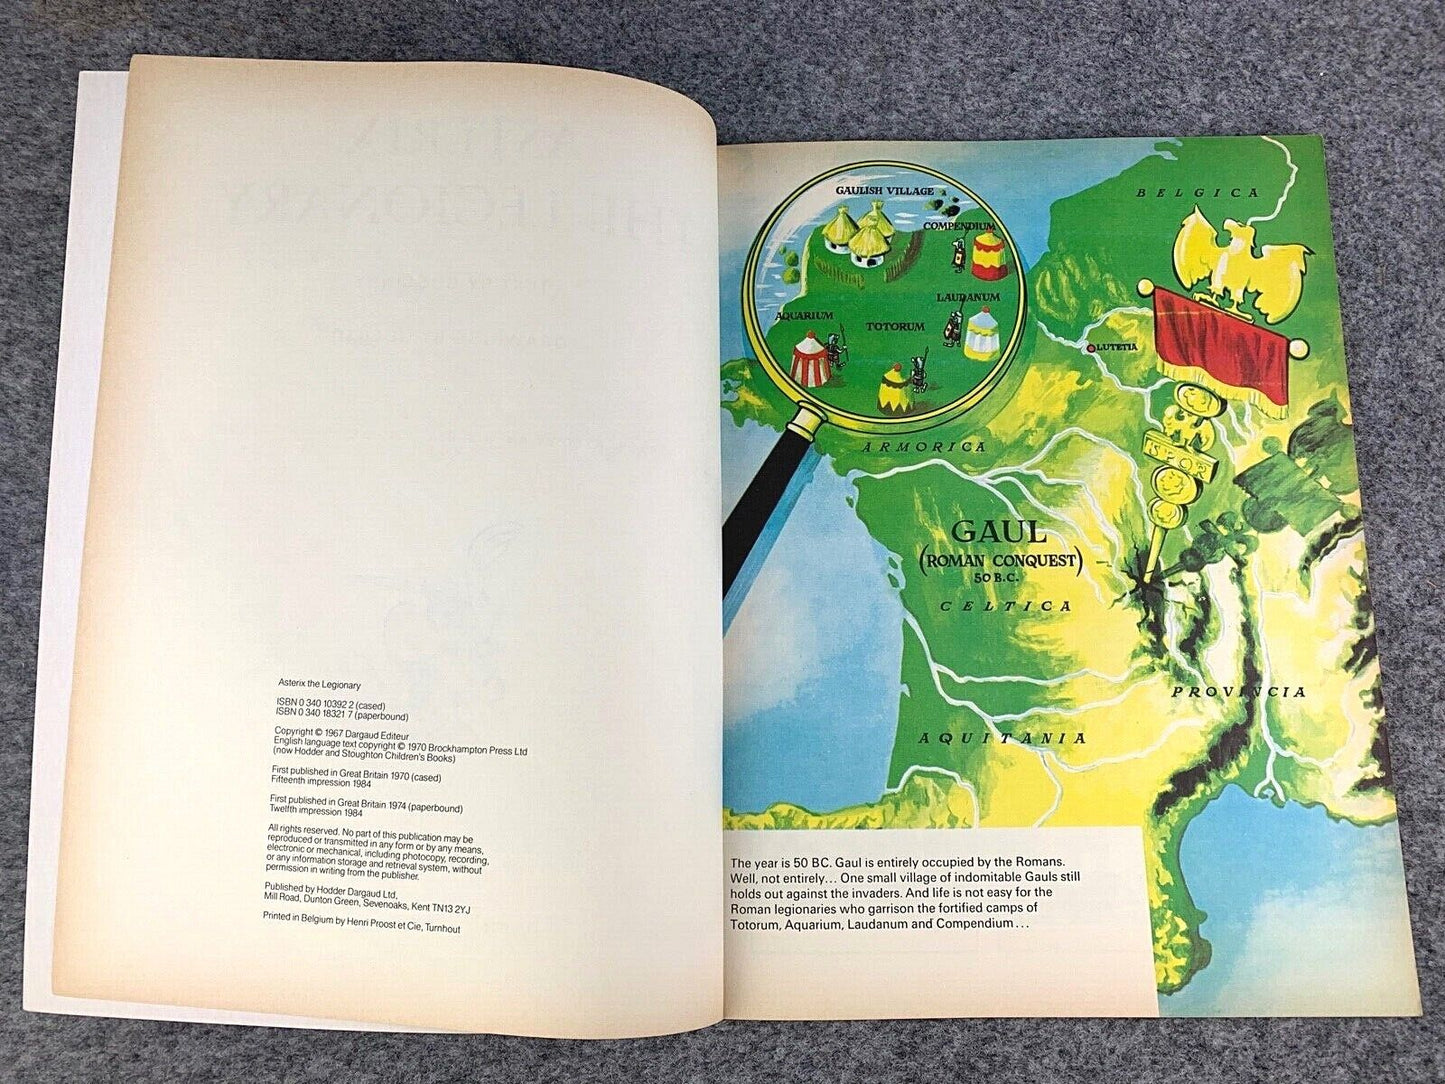 Asterix the Legionary
ISBN 0 340 10392 2 (cased)
ISBN 0 340 18321 7 (paperbound)
Copyright © 1967 Dargaud Editeur
English language text copyright © 1970 Brockhampton Press Ltd
(now Hodder and Stoughton Children's Books)
First published in Great Britain 1970 (cased)
Fifteenth impression 1984
First published in Great Britain 1974 (paperbound)
Twelfth impression 1984
All rights reserved. No part of this publication may be
reproduced or transmitted in any form or by any means,
electronic or mechanical, including photocopy, recording,
or any information storage and retrieval system, without
permission in writing from the publisher.
Published by Hodder Dargaud Ltd,
Mill Road, Dunton Green, Sevenoaks, Kent TN13 2YJ
Printed in Belgium by Henri Proost et Cie, Turnhout
GAULISH VILLAGE
COMPENDIUM
LAUDANUM
AQUARIUM
TOTORUM
BELGICA
LUTETIA
ARMORICA
SPQR
GAUL
(ROMAN CONQUEST)
50 B.C.
CELTICA
PROVINCIA
AQUITANIA
The year is 50 BC. Gaul is entirely occupied by the Romans.
Well, not entirely... One small village of indomitable Gauls still
holds out against the invaders. And life is not easy for the
Roman legionaries who garrison the fortified camps of
Totorum, Aquarium, Laudanum and Compendium...